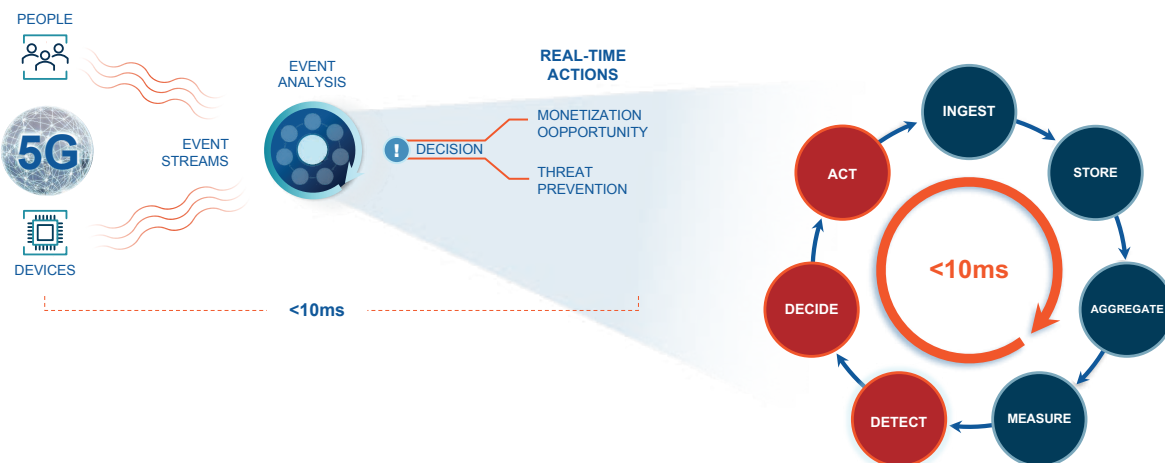 PEOPLE
5G
DEVICES
EVENT
STREAMS
EVENT
ANALYSIS
!
DECISION
REAL-TIME
ACTIONS
MONETIZATION
OOPPORTUNITY
THREAT
PREVENTION
<10ms
INGEST
STORE
AGGREGATE
MEASURE
DETECT
DECIDE
ACT
<10ms